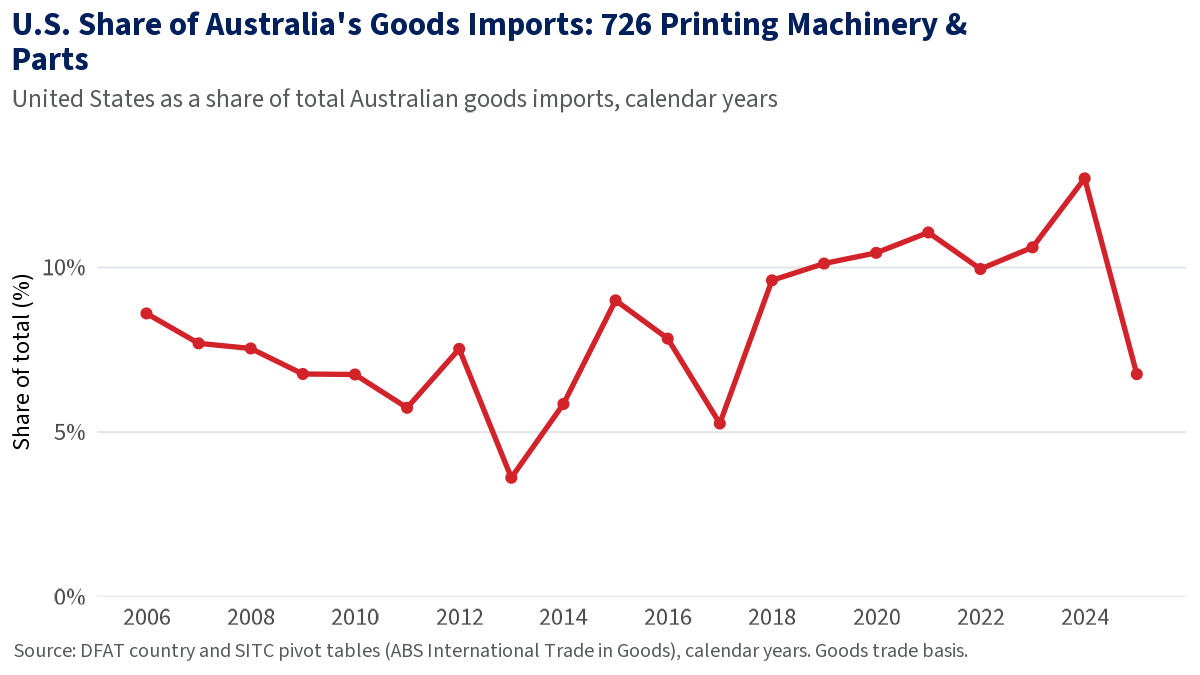 U.S. Share of Australia's Goods Imports: 726 Printing Machinery &
Parts
United States as a share of total Australian goods imports, calendar years
Share of total (%)
10%
5%
0%
2006 2008 2010 2012 2014 2016 2018 2020 2022 2024
Source: DFAT country and SITC pivot tables (ABS International Trade in Goods), calendar years. Goods trade basis.